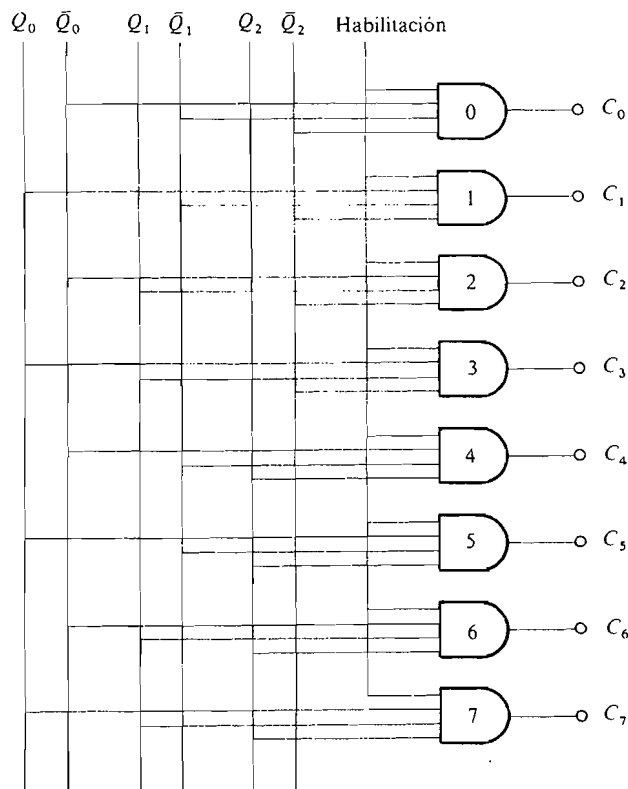 Q₀ Q̄₀ Q₁ Q̄₁ Q₂ Q̄₂ Habilitación
0 C₀
1 C₁
2 C₂
3 C₃
4 C₄
5 C₅
6 C₆
7 C₇